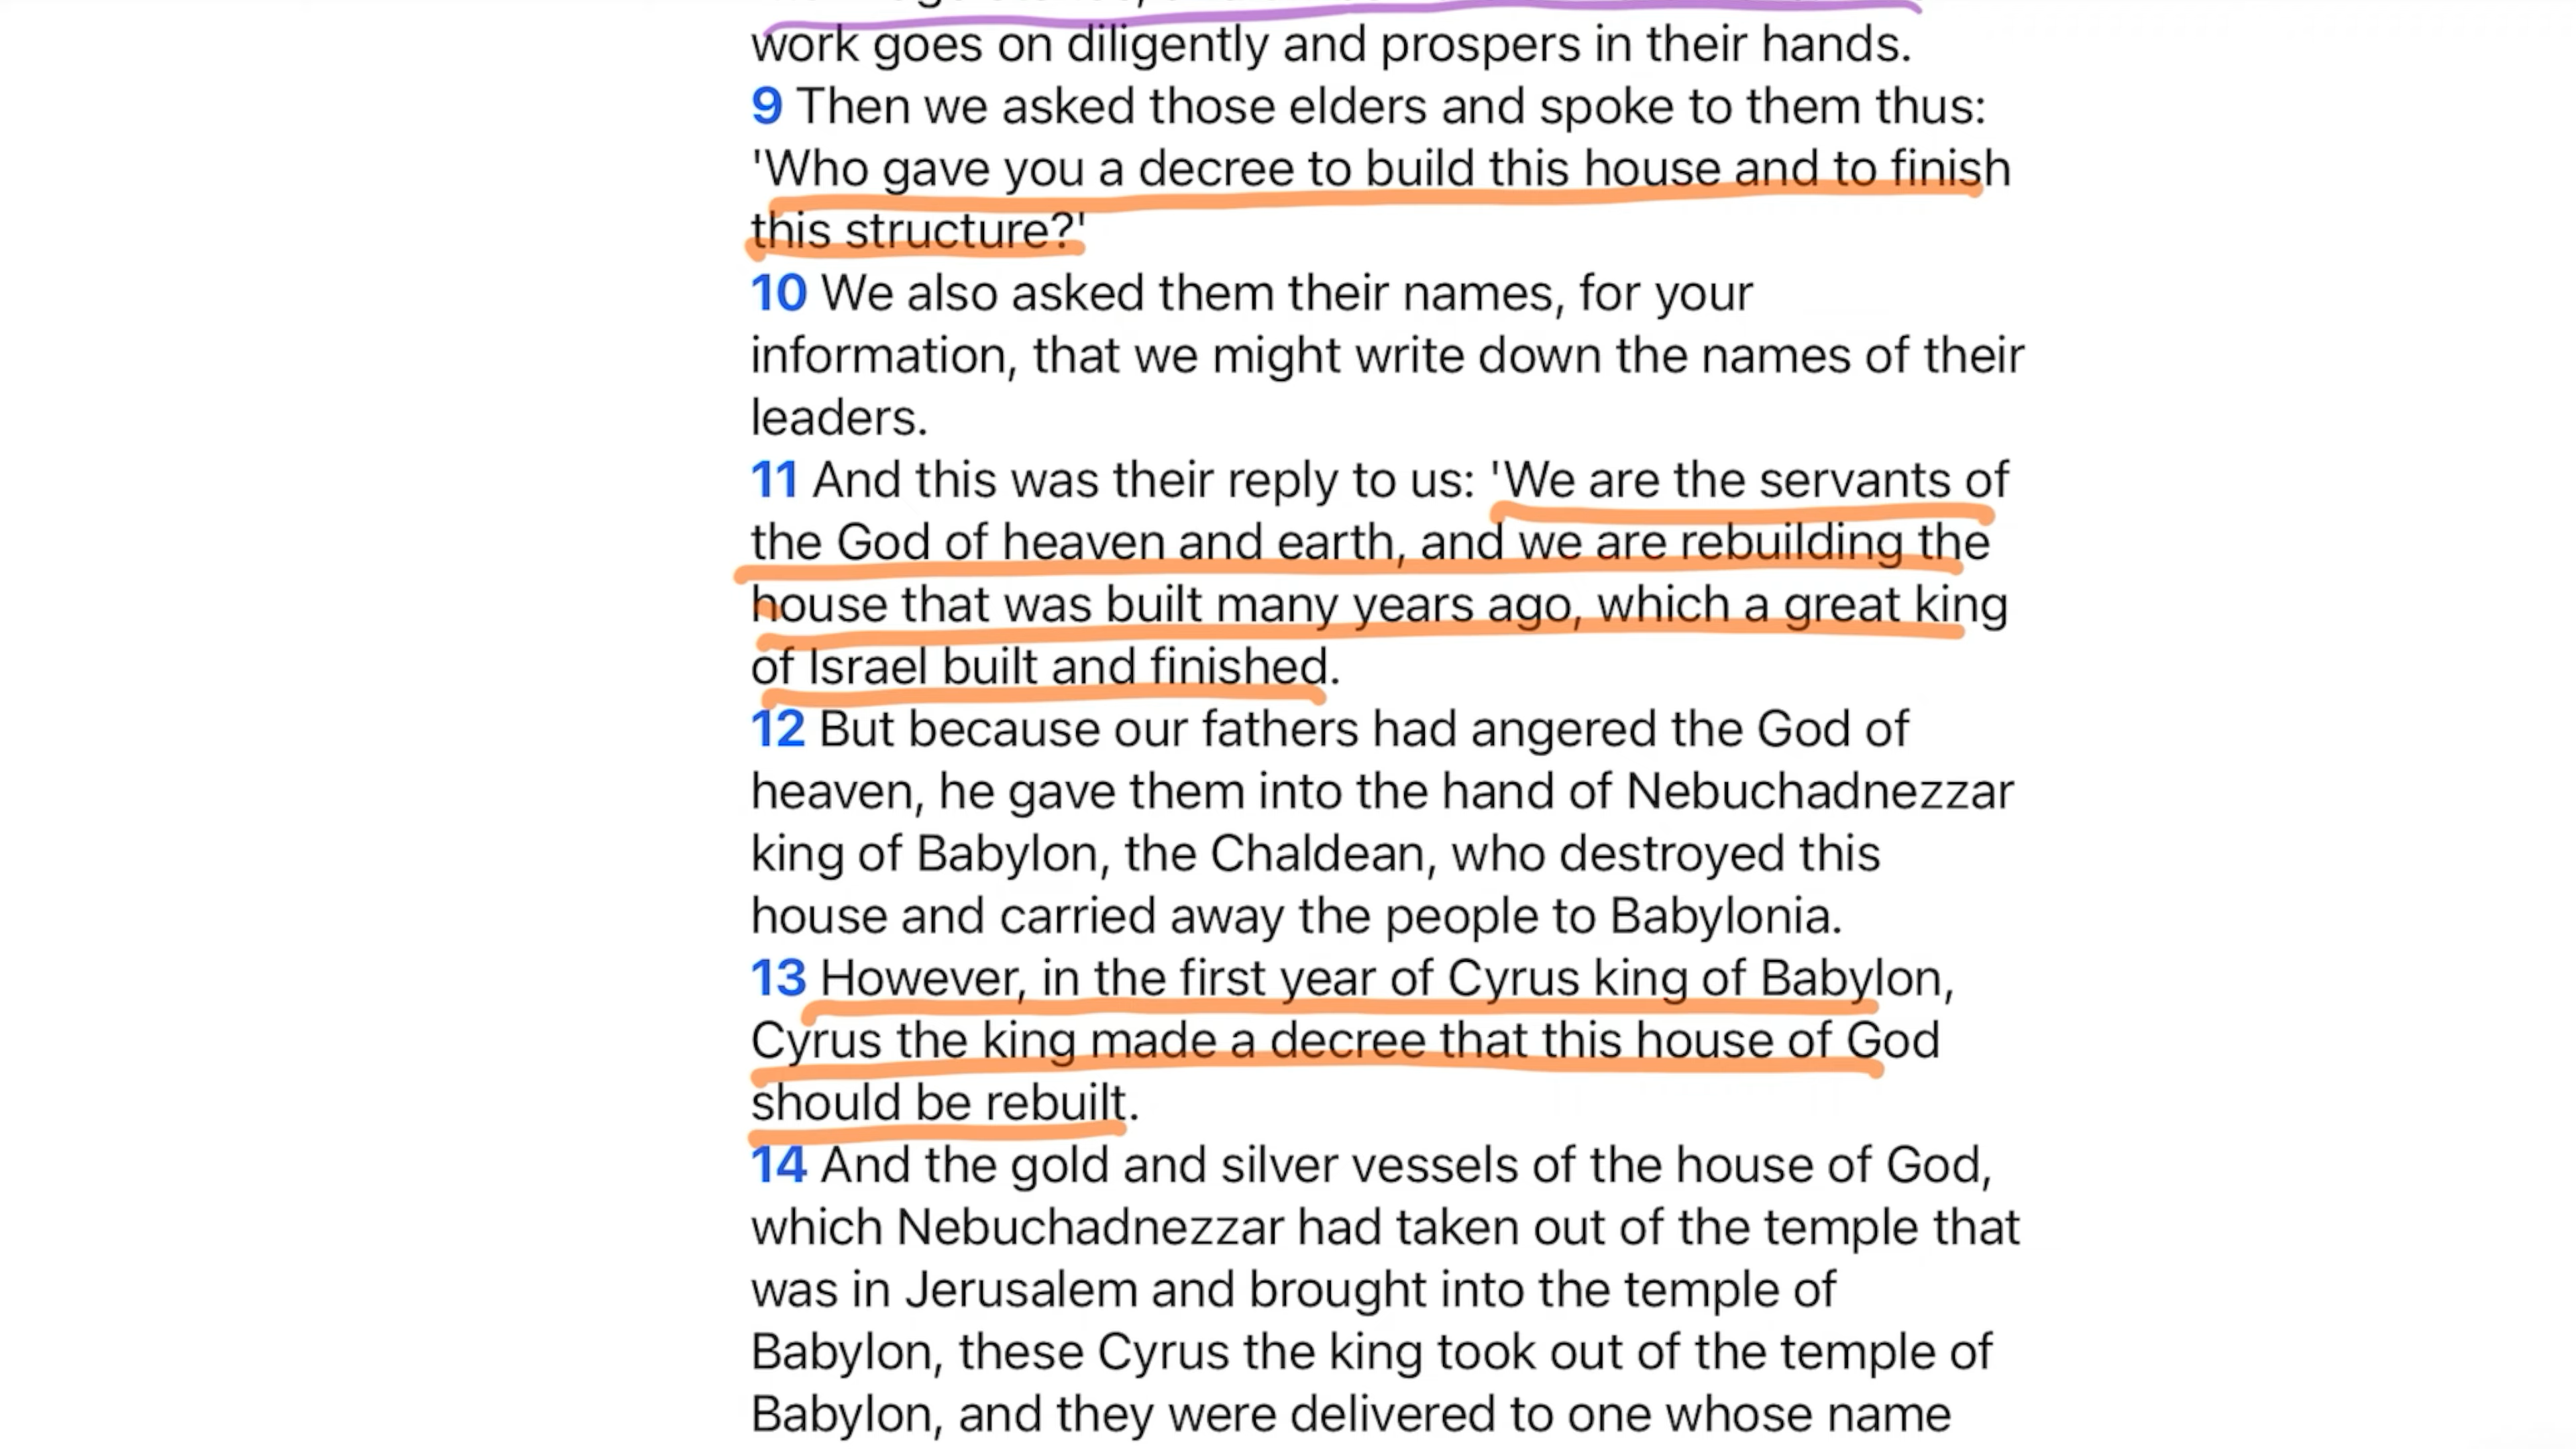 work goes on diligently and prospers in their hands.
9 Then we asked those elders and spoke to them thus:
'Who gave you a decree to build this house and to finish
this structure?'
10 We also asked them their names, for your
information, that we might write down the names of their
leaders.
11 And this was their reply to us: 'We are the servants of
the God of heaven and earth, and we are rebuilding the
house that was built many years ago, which a great king
of Israel built and finished.
12 But because our fathers had angered the God of
heaven, he gave them into the hand of Nebuchadnezzar
king of Babylon, the Chaldean, who destroyed this
house and carried away the people to Babylonia.
13 However, in the first year of Cyrus king of Babylon,
Cyrus the king made a decree that this house of God
should be rebuilt.
14 And the gold and silver vessels of the house of God,
which Nebuchadnezzar had taken out of the temple that
was in Jerusalem and brought into the temple of
Babylon, these Cyrus the king took out of the temple of
Babylon, and they were delivered to one whose name